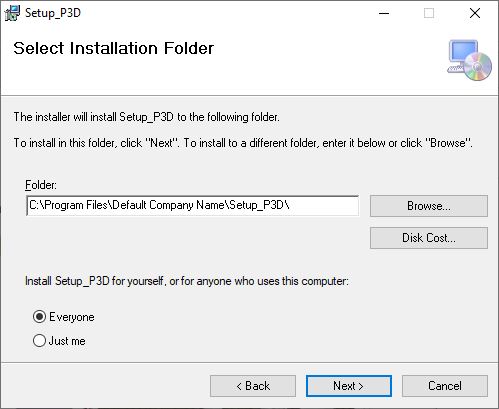 Setup_P3D
Select Installation Folder
The installer will install Setup_P3D to the following folder.
To install in this folder, click "Next". To install to a different folder, enter it below or click "Browse".
Folder:
C:\Program Files\Default Company Name\Setup_P3D\
Browse...
Disk Cost...
Install Setup_P3D for yourself, or for anyone who uses this computer:
Everyone
Just me
< Back
Next >
Cancel